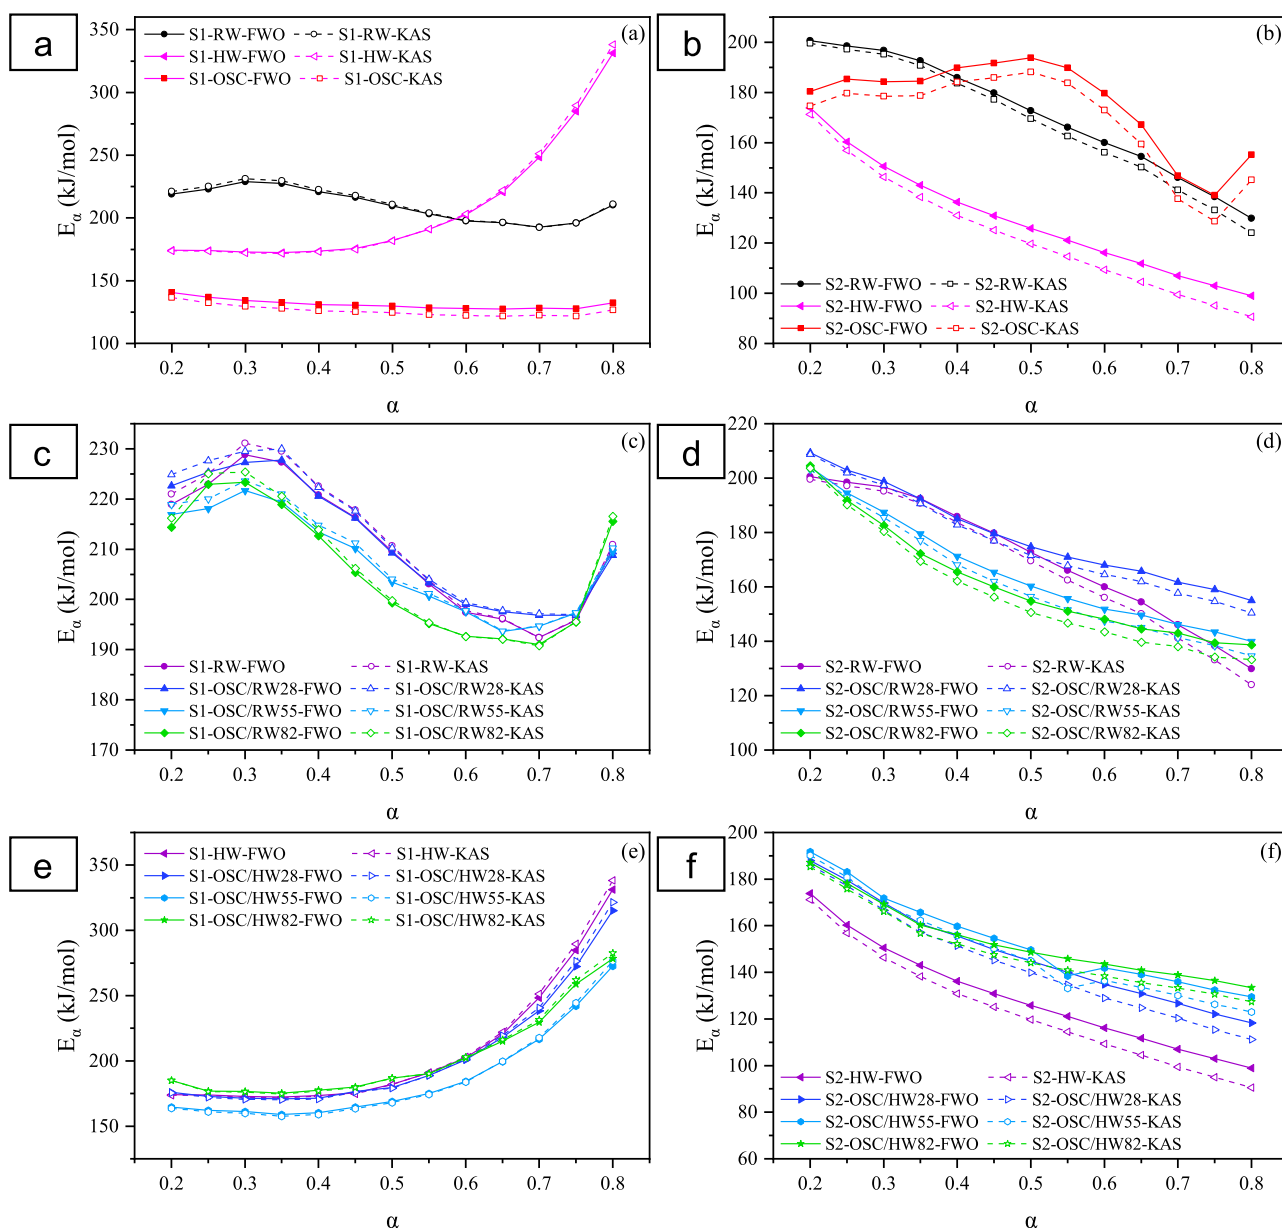 a
(a)
S1-RW-FWO S1-RW-KAS
S1-HW-FWO S1-HW-KAS
S1-OSC-FWO S1-OSC-KAS
350
300
250
200
150
100
Eα (kJ/mol)
0.2 0.3 0.4 0.5 0.6 0.7 0.8
α
b
(b)
200
180
160
140
120
100
80
Eα (kJ/mol)
S2-RW-FWO S2-RW-KAS
S2-HW-FWO S2-HW-KAS
S2-OSC-FWO S2-OSC-KAS
0.2 0.3 0.4 0.5 0.6 0.7 0.8
α
c
(c)
230
220
210
200
190
180
170
Eα (kJ/mol)
S1-RW-FWO S1-RW-KAS
S1-OSC/RW28-FWO S1-OSC/RW28-KAS
S1-OSC/RW55-FWO S1-OSC/RW55-KAS
S1-OSC/RW82-FWO S1-OSC/RW82-KAS
0.2 0.3 0.4 0.5 0.6 0.7 0.8
α
d
(d)
220
200
180
160
140
120
100
Eα (kJ/mol)
S2-RW-FWO S2-RW-KAS
S2-OSC/RW28-FWO S2-OSC/RW28-KAS
S2-OSC/RW55-FWO S2-OSC/RW55-KAS
S2-OSC/RW82-FWO S2-OSC/RW82-KAS
0.2 0.3 0.4 0.5 0.6 0.7 0.8
α
e
(e)
S1-HW-FWO S1-HW-KAS
S1-OSC/HW28-FWO S1-OSC/HW28-KAS
S1-OSC/HW55-FWO S1-OSC/HW55-KAS
S1-OSC/HW82-FWO S1-OSC/HW82-KAS
350
300
250
200
150
Eα (kJ/mol)
0.2 0.3 0.4 0.5 0.6 0.7 0.8
α
f
(f)
200
180
160
140
120
100
80
60
Eα (kJ/mol)
S2-HW-FWO S2-HW-KAS
S2-OSC/HW28-FWO S2-OSC/HW28-KAS
S2-OSC/HW55-FWO S2-OSC/HW55-KAS
S2-OSC/HW82-FWO S2-OSC/HW82-KAS
0.2 0.3 0.4 0.5 0.6 0.7 0.8
α